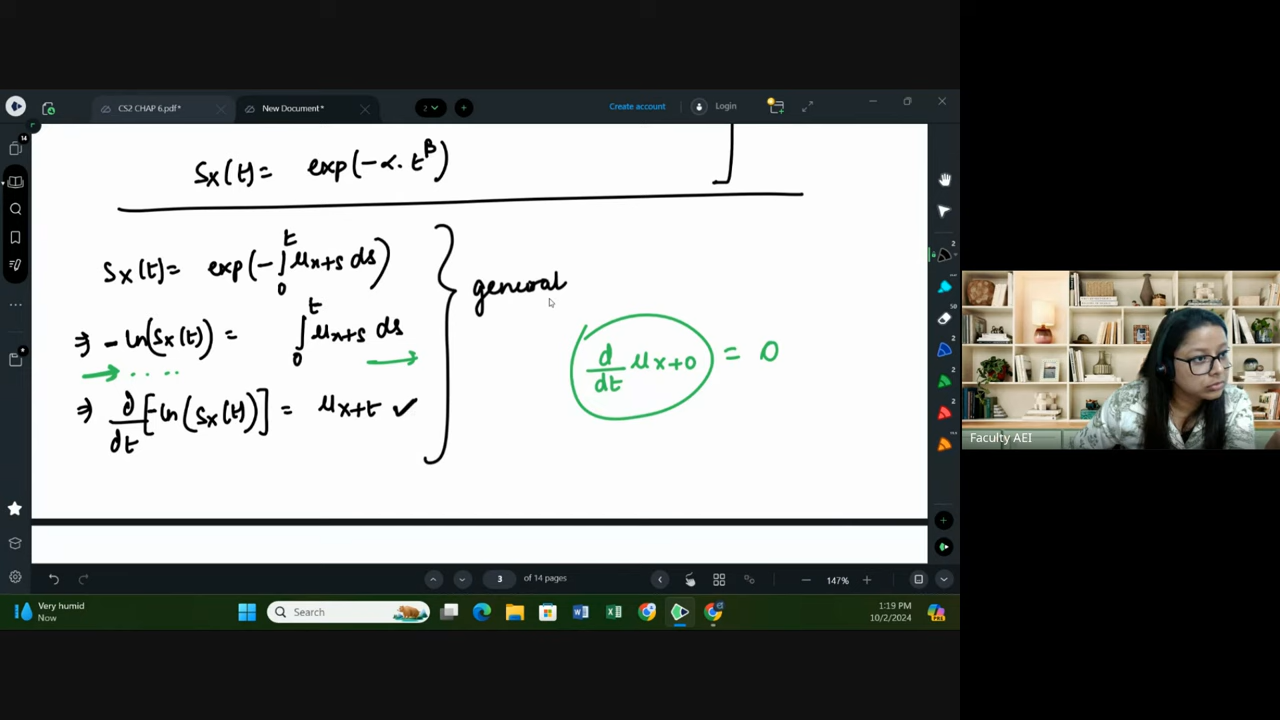 CS2 CHAP 6.pdf*
New Document*
2
Create account
Login
Sx(t) = exp(-α. t^β)
Sx(t) = exp(-∫₀ᵗ μx+s ds)
general
⇒ -ln(Sx(t)) = ∫₀ᵗ μx+s ds
d/dt μx+0 = 0
⇒ d/dt [-ln(Sx(t))] = μx+t ✓
Faculty AEI
3 of 14 pages
147%
Very humid
Now
Search
1:19 PM
10/2/2024